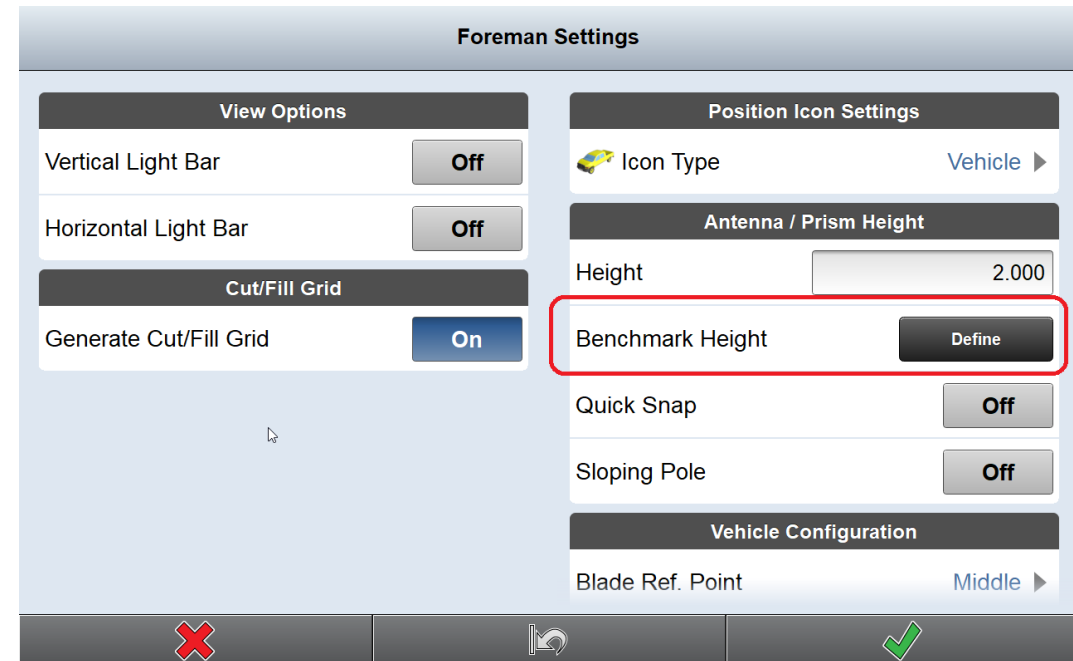 Foreman Settings
View Options
Vertical Light Bar Off
Horizontal Light Bar Off
Cut/Fill Grid
Generate Cut/Fill Grid On
Position Icon Settings
Icon Type Vehicle
Antenna / Prism Height
Height 2.000
Benchmark Height Define
Quick Snap Off
Sloping Pole Off
Vehicle Configuration
Blade Ref. Point Middle